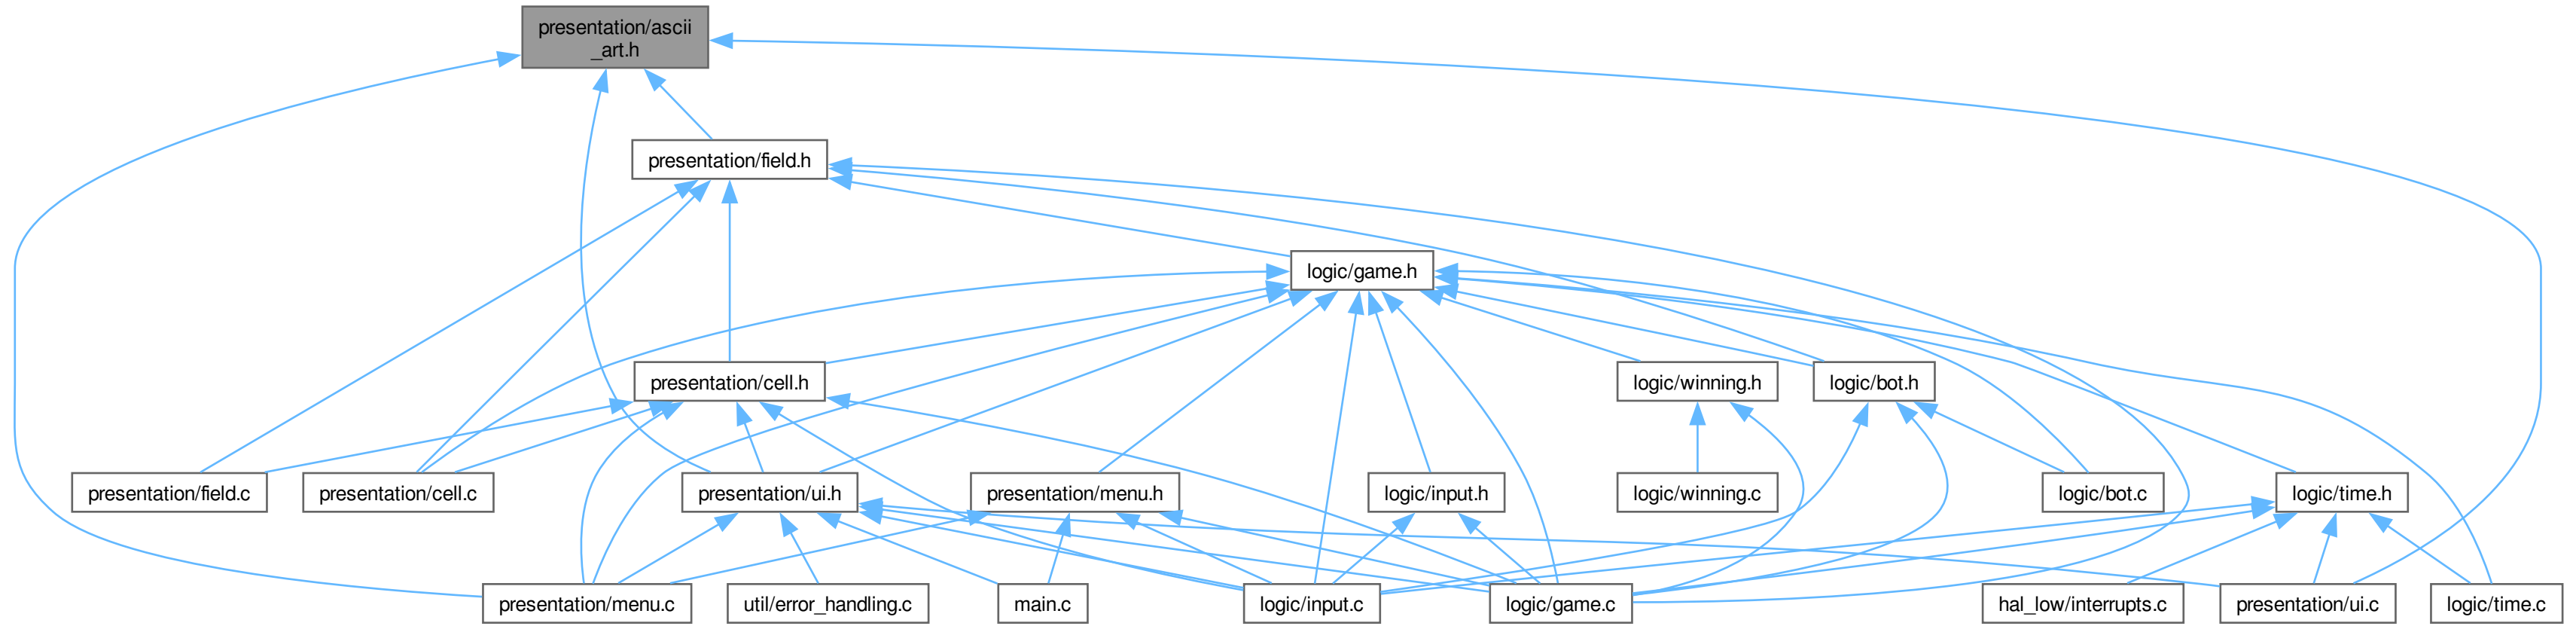 presentation/ascii
_art.h
presentation/field.h
logic/game.h
presentation/cell.h
logic/winning.h
logic/bot.h
presentation/field.c
presentation/cell.c
presentation/ui.h
presentation/menu.h
logic/input.h
logic/winning.c
logic/bot.c
logic/time.h
presentation/menu.c
util/error_handling.c
main.c
logic/input.c
logic/game.c
hal_low/interrupts.c
presentation/ui.c
logic/time.c